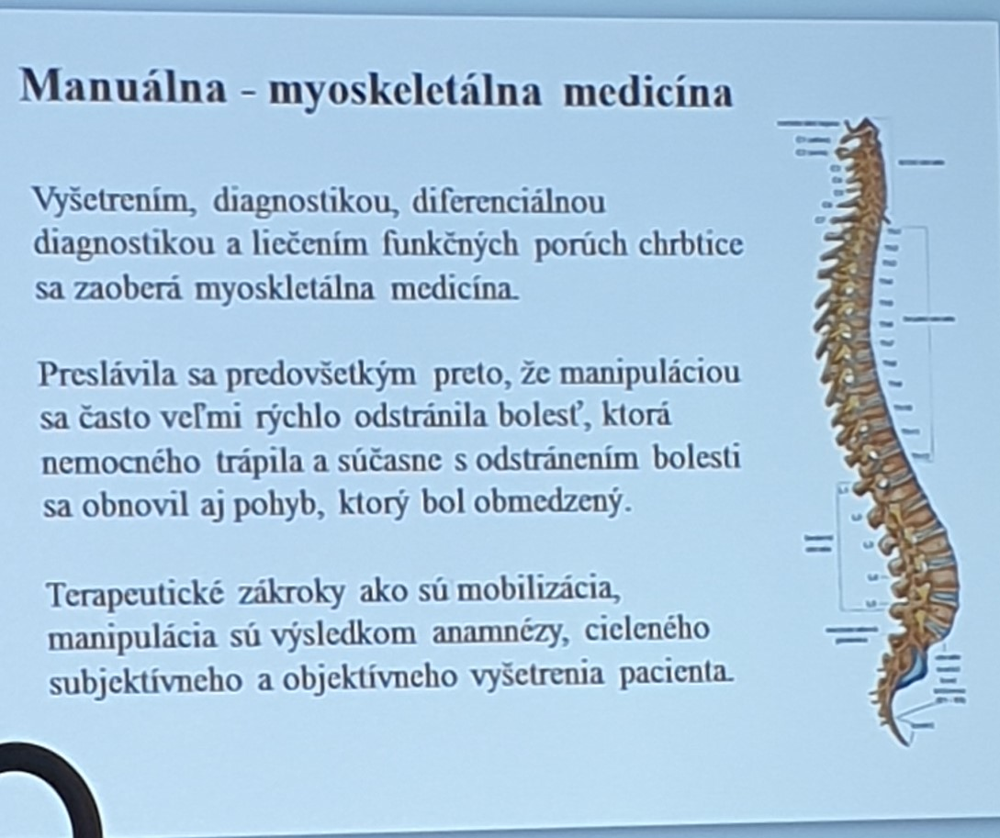 Manuálna - myoskeletálna medicína
Vyšetrením, diagnostikou, diferenciálnou
diagnostikou a liečením funkčných porúch chrbtice
sa zaoberá myoskletálna medicína.
Preslávila sa predovšetkým preto, že manipuláciou
sa často veľmi rýchlo odstránila bolesť, ktorá
nemocného trápila a súčasne s odstránením bolesti
sa obnovil aj pohyb, ktorý bol obmedzený.
Terapeutické zákroky ako sú mobilizácia,
manipulácia sú výsledkom anamnézy, cieleného
subjektívneho a objektívneho vyšetrenia pacienta.